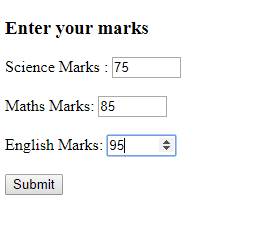 Enter your marks
Science Marks : 75
Maths Marks: 85
English Marks: 95
Submit